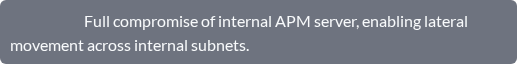 Full compromise of internal APM server, enabling lateral
movement across internal subnets.